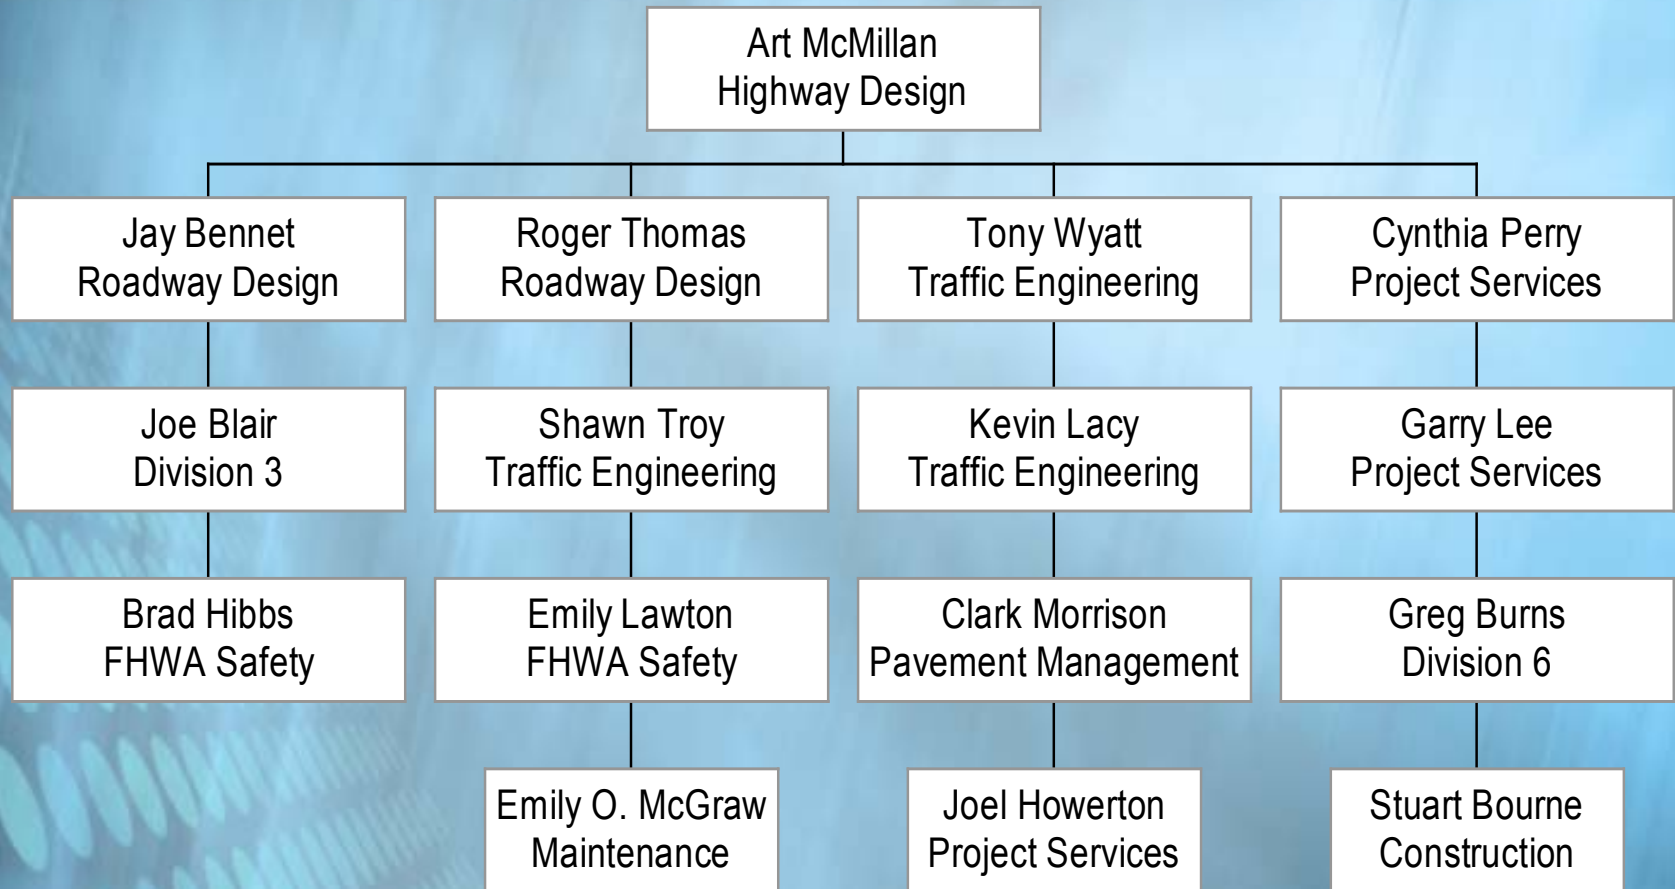 Art McMillan
Highway Design
Jay Bennet
Roadway Design
Roger Thomas
Roadway Design
Tony Wyatt
Traffic Engineering
Cynthia Perry
Project Services
Joe Blair
Division 3
Shawn Troy
Traffic Engineering
Kevin Lacy
Traffic Engineering
Garry Lee
Project Services
Brad Hibbs
FHWA Safety
Emily Lawton
FHWA Safety
Clark Morrison
Pavement Management
Greg Burns
Division 6
Emily O. McGraw
Maintenance
Joel Howerton
Project Services
Stuart Bourne
Construction